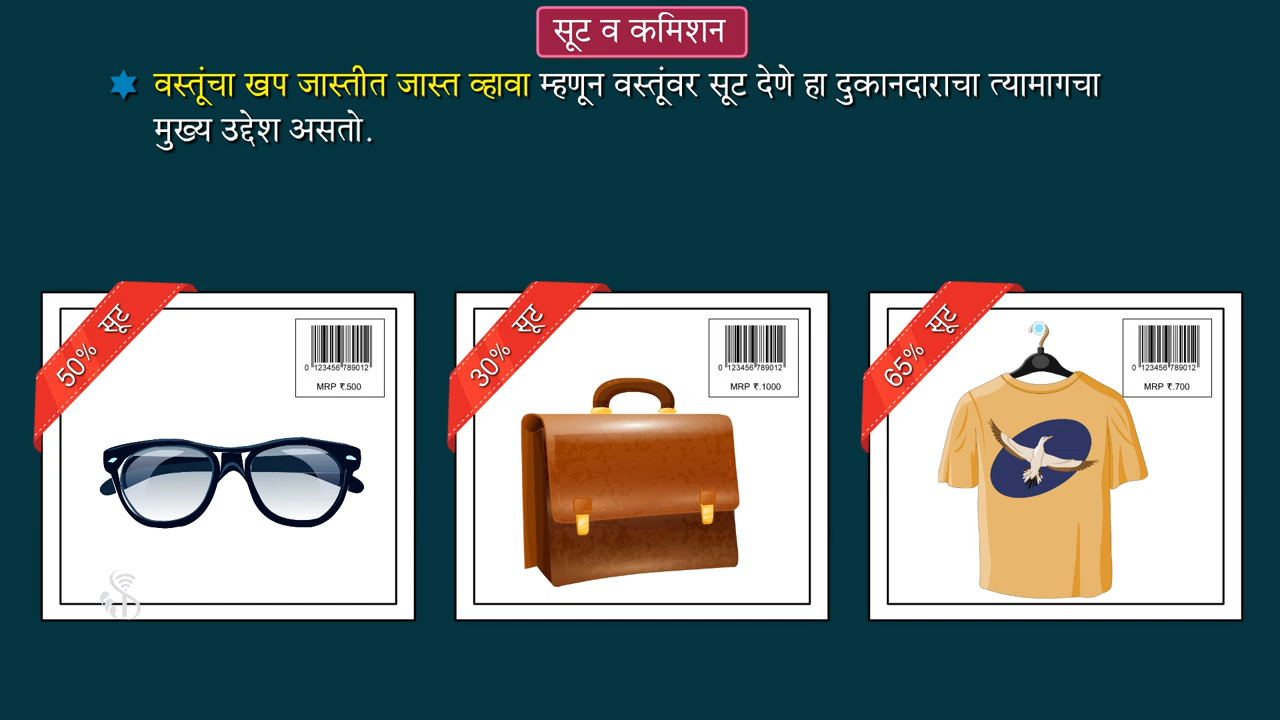 सूट व कमिशन
वस्तूंचा खप जास्तीत जास्त व्हावा म्हणून वस्तूंवर सूट देणे हा दुकानदाराचा त्यामागचा
मुख्य उद्देश असतो.
50% सूट
0 123456 789012
MRP ₹.500
30% सूट
0 123456 789012
MRP ₹.1000
65% सूट
0 123456 789012
MRP ₹.700